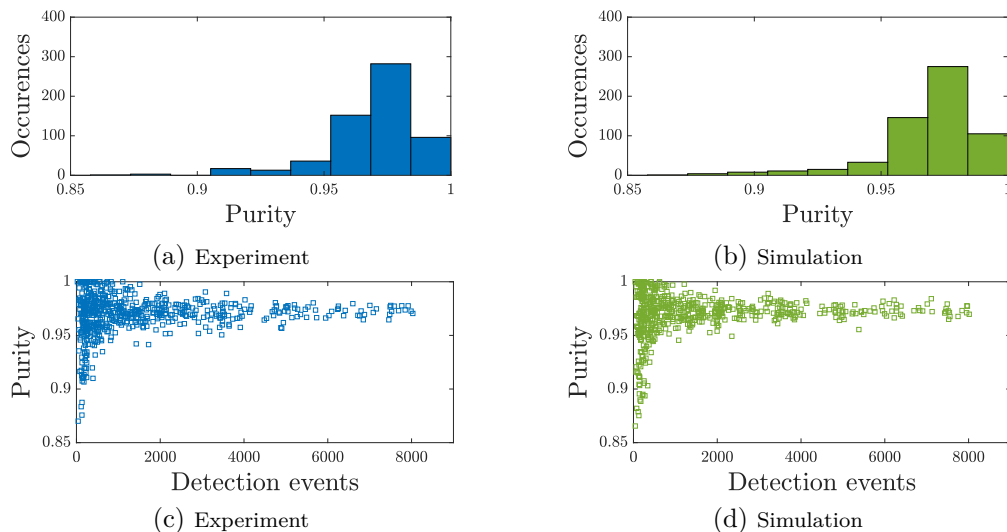 400
300
200
100
0
0.85 0.9 0.95 1
Occurences
Purity
(a) Experiment
400
300
200
100
0
0.85 0.9 0.95 1
Occurences
Purity
(b) Simulation
1
0.95
0.9
0.85
0 2000 4000 6000 8000
Purity
Detection events
(c) Experiment
1
0.95
0.9
0.85
0 2000 4000 6000 8000
Purity
Detection events
(d) Simulation